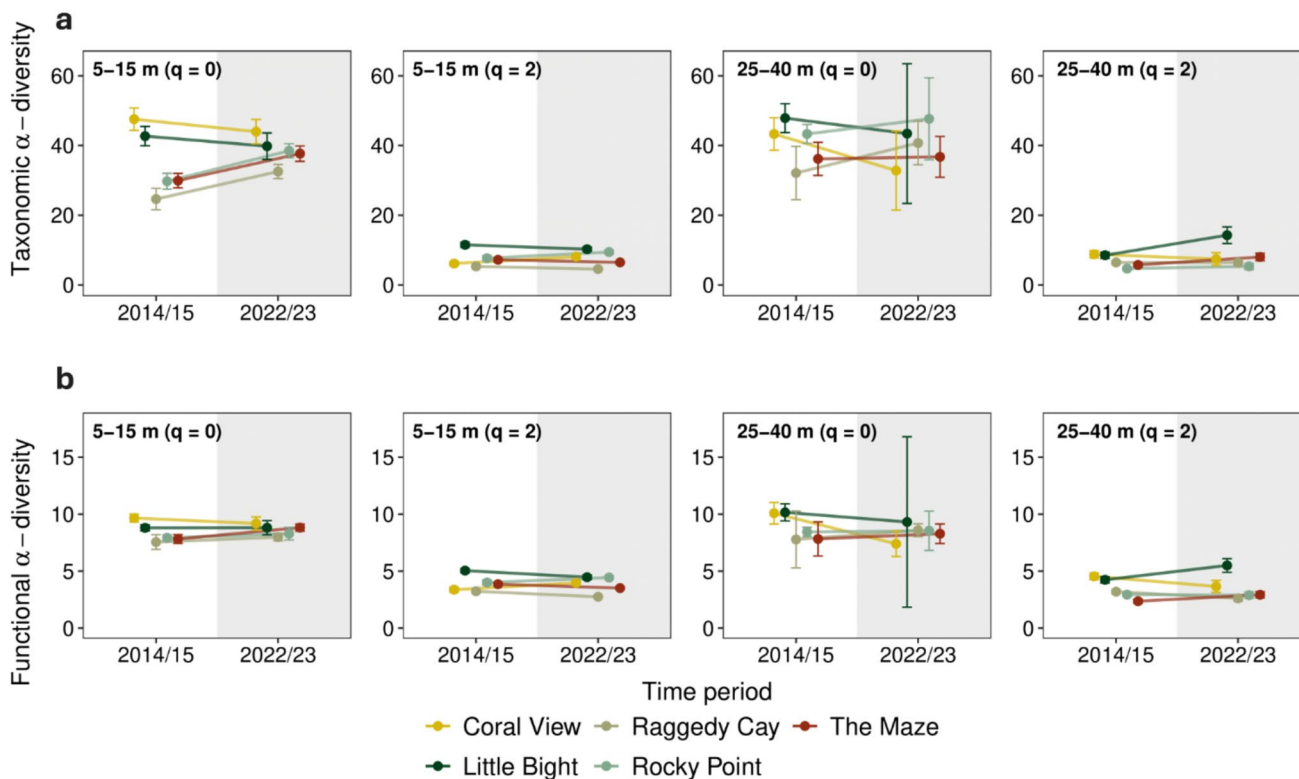 a
Taxonomic α – diversity
5–15 m (q = 0)
5–15 m (q = 2)
25–40 m (q = 0)
25–40 m (q = 2)
60
40
20
0
60
40
20
0
60
40
20
0
60
40
20
0
2014/15 2022/23
2014/15 2022/23
2014/15 2022/23
2014/15 2022/23
b
Functional α – diversity
5–15 m (q = 0)
5–15 m (q = 2)
25–40 m (q = 0)
25–40 m (q = 2)
15
10
5
0
15
10
5
0
15
10
5
0
15
10
5
0
2014/15 2022/23
2014/15 2022/23
2014/15 2022/23
2014/15 2022/23
Time period
Coral View Raggedy Cay The Maze
Little Bight Rocky Point